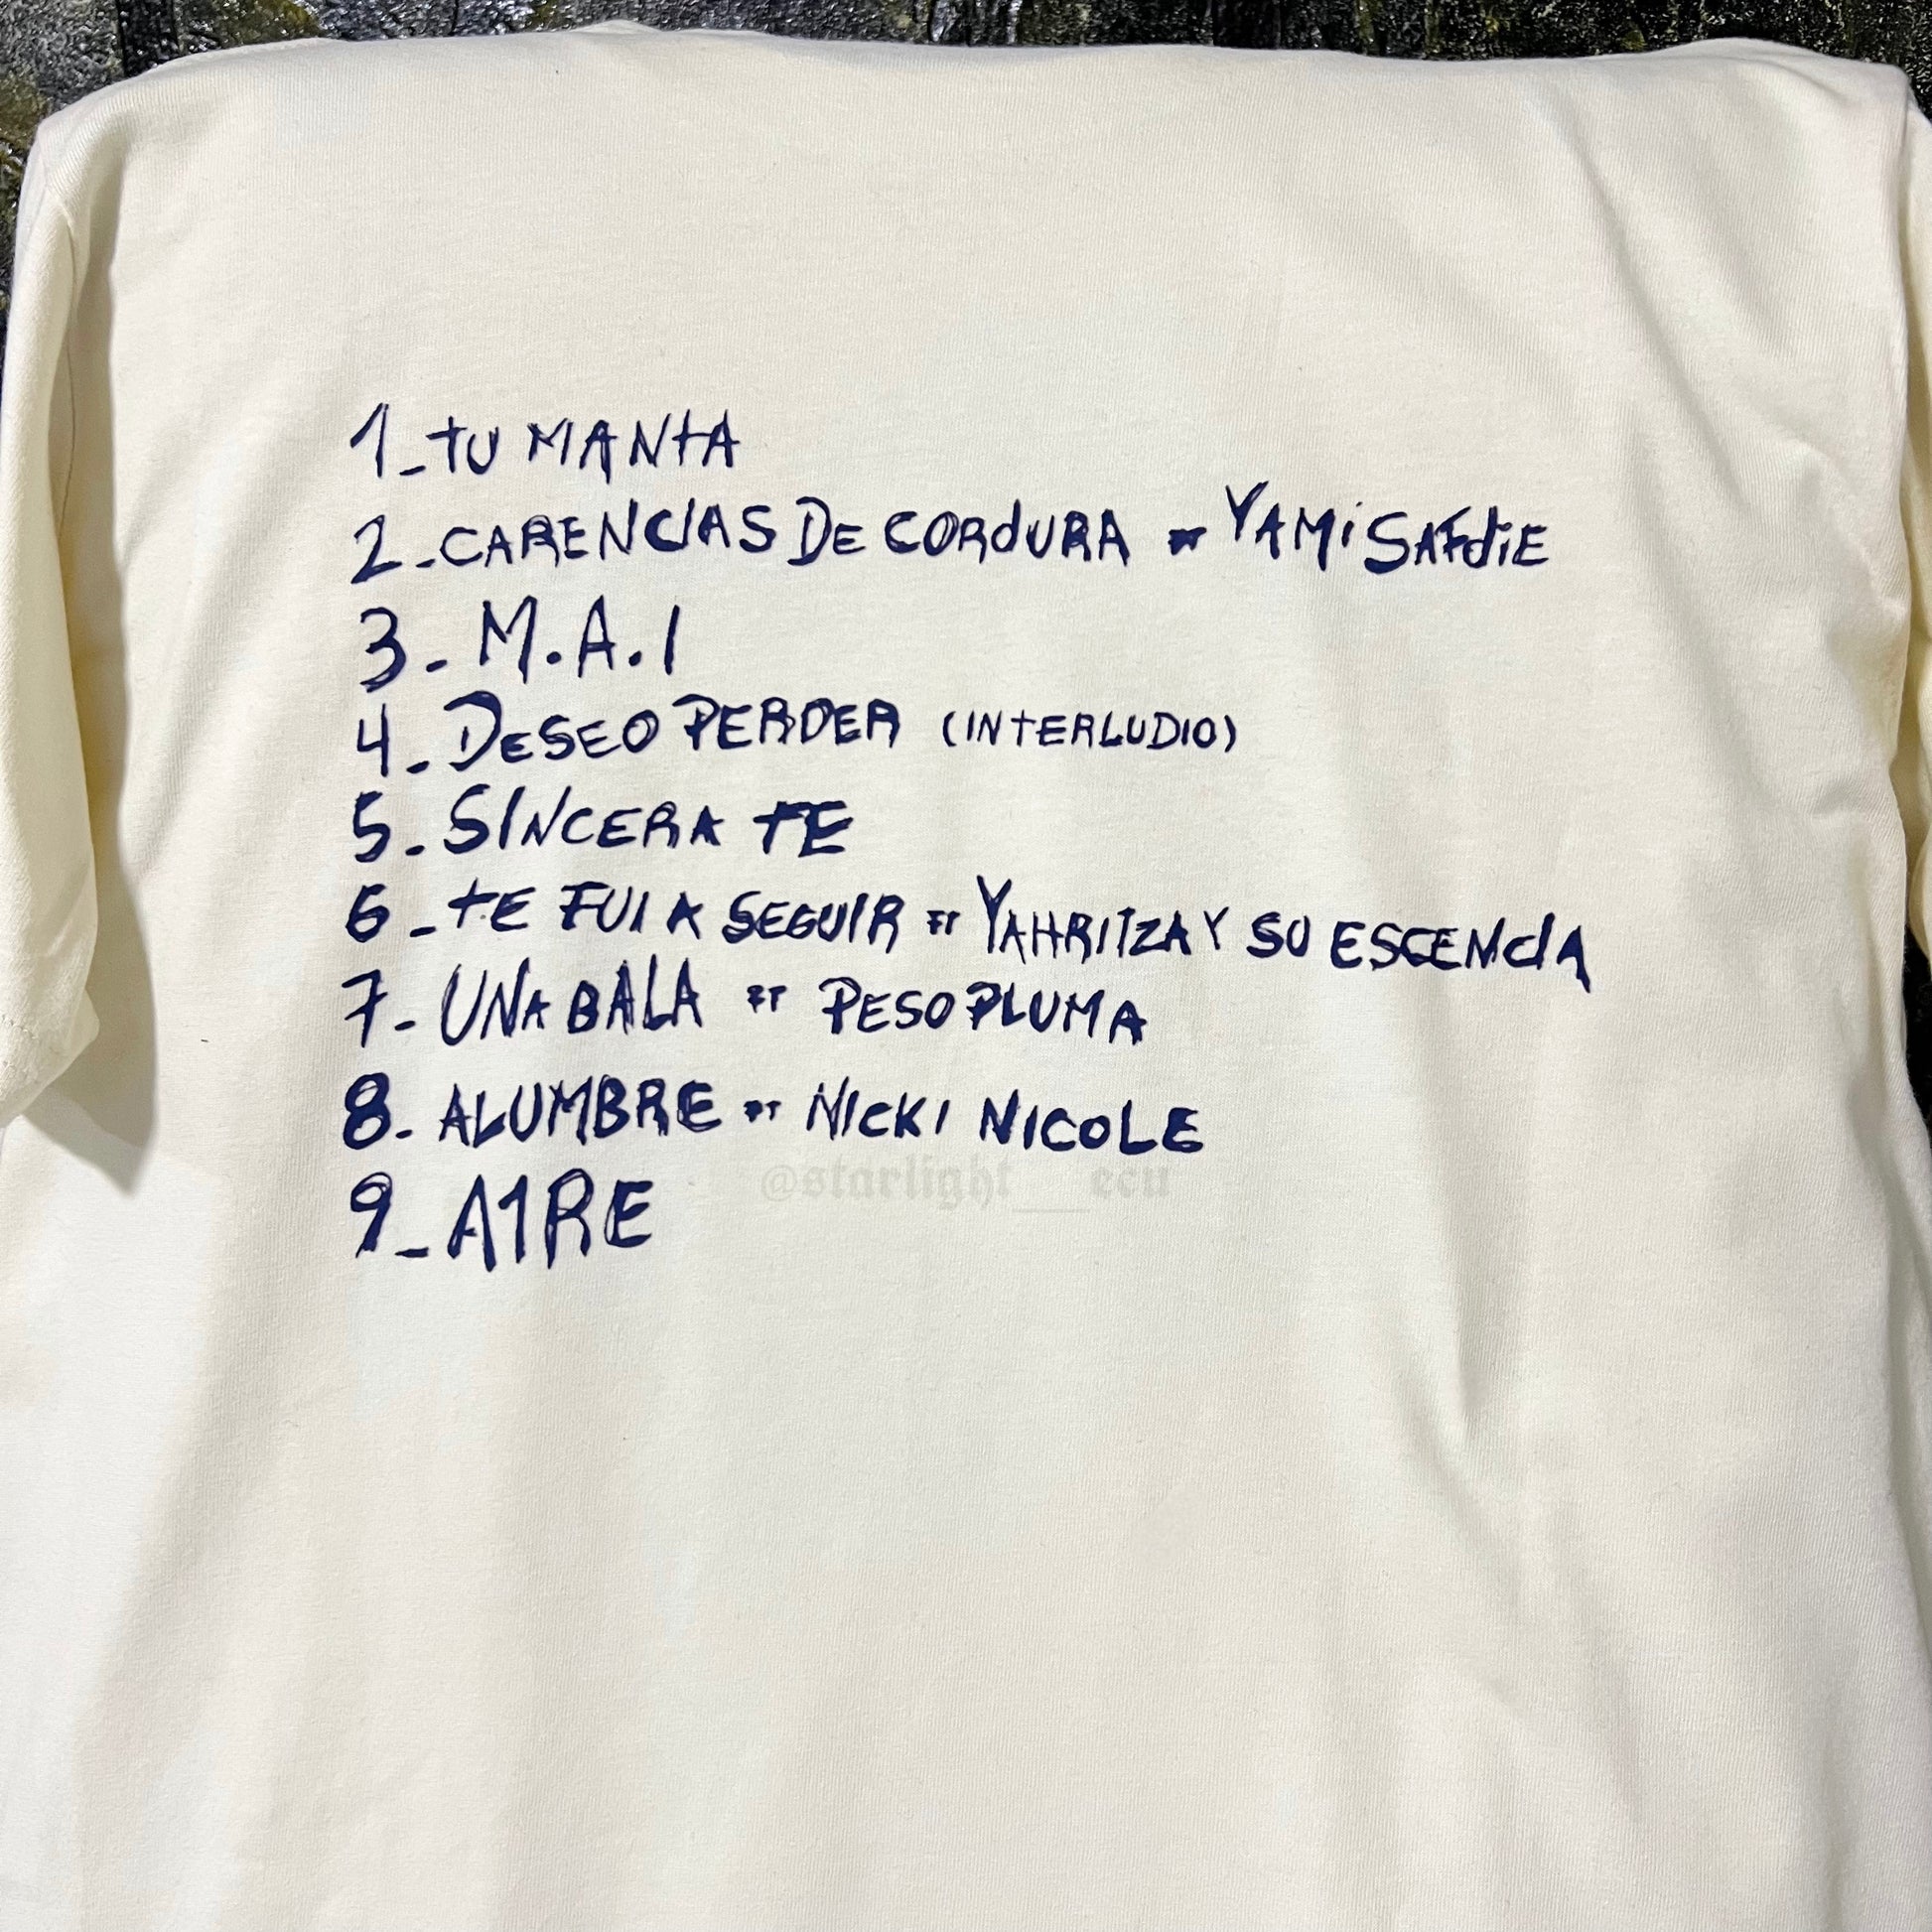 1_TU MANTA
2_CARENCIAS DE CORDURA FT YAMI SAFDIE
3_M.A.I
4_DESEO PERDER (INTERLUDIO)
5_SINCERA TE
6_TE FUI A SEGUIR FT YAHRITZA Y SU ESCENCIA
7_UNA BALA FT PESO PLUMA
8_ALUMBRE FT NICKI NICOLE
@starlight___ecu
9_A1RE